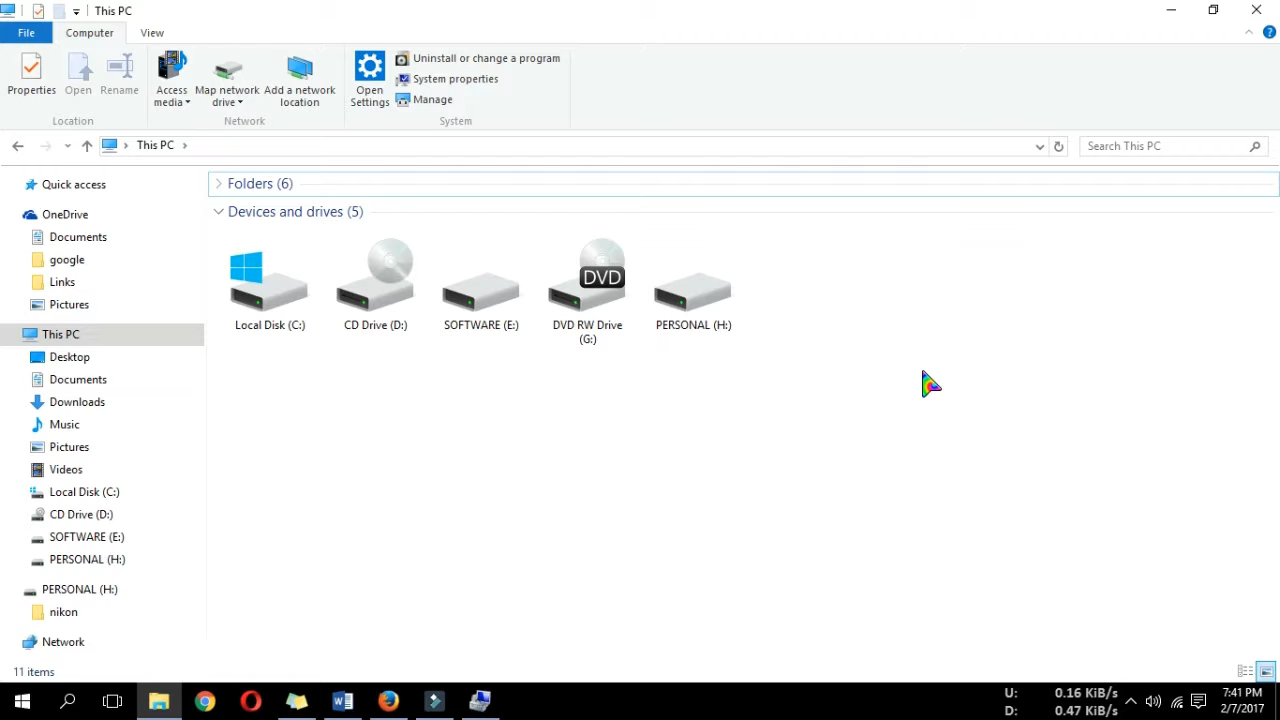 This PC
File Computer View
Properties Open Rename Access media Map network drive Add a network location Open Settings Uninstall or change a program
System properties
Manage
Location Network System
This PC Search This PC
Quick access
OneDrive
Documents
google
Links
Pictures
This PC
Desktop
Documents
Downloads
Music
Pictures
Videos
Local Disk (C:)
CD Drive (D:)
SOFTWARE (E:)
PERSONAL (H:)
PERSONAL (H:)
nikon
Network
Folders (6)
Devices and drives (5)
DVD
Local Disk (C:) CD Drive (D:) SOFTWARE (E:) DVD RW Drive (G:) PERSONAL (H:)
11 items
U: 0.16 KiB/s
D: 0.47 KiB/s
7:41 PM
2/7/2017